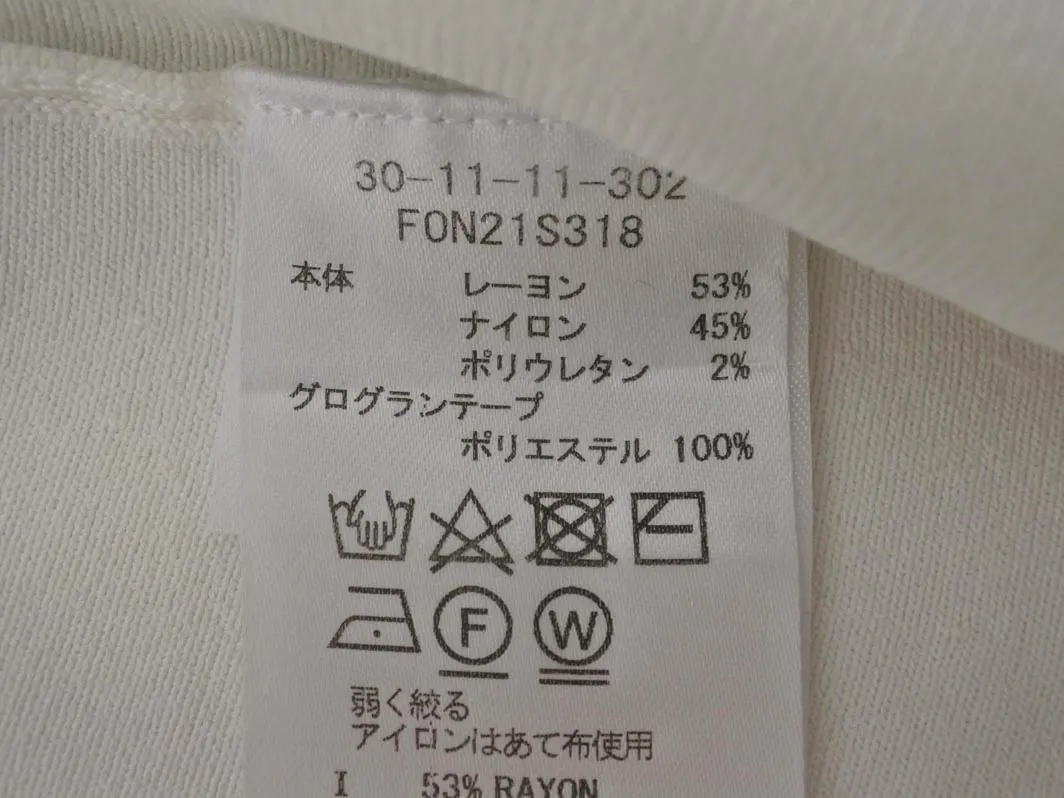 30-11-11-302
FON21S318
本体 レーヨン 53%
ナイロン 45%
ポリウレタン 2%
グログランテープ
ポリエステル 100%
F W
弱く絞る
アイロンはあて布使用
I 53% RAYON